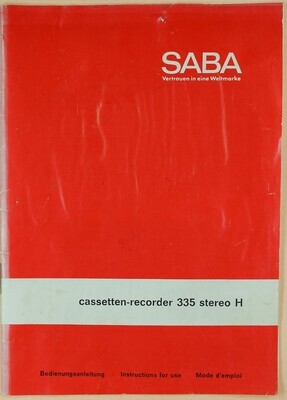 SABA
Vertrauen in eine Weltmarke
cassetten-recorder 335 stereo H
Bedienungsanleitung · Instructions for use · Mode d'emploi